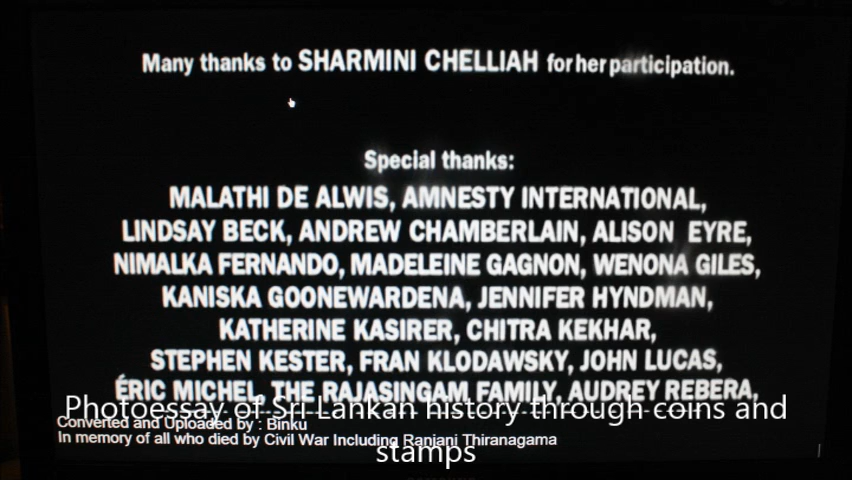 Many thanks to SHARMINI CHELLIAH for her participation.
Special thanks:
MALATHI DE ALWIS, AMNESTY INTERNATIONAL,
LINDSAY BECK, ANDREW CHAMBERLAIN, ALISON EYRE,
NIMALKA FERNANDO, MADELEINE GAGNON, WENONA GILES,
KANISKA GOONEWARDENA, JENNIFER HYNDMAN,
KATHERINE KASIRER, CHITRA KEKHAR,
STEPHEN KESTER, FRAN KLODAWSKY, JOHN LUCAS,
ÉRIC MICHEL, THE RAJASINGAM FAMILY, AUDREY REBERA,
Photoessay of Sri Lankan history through coins and
Converted and Uploaded by : Binku
In memory of all who died by Civil War Including Ranjani Thiranagama
stamps